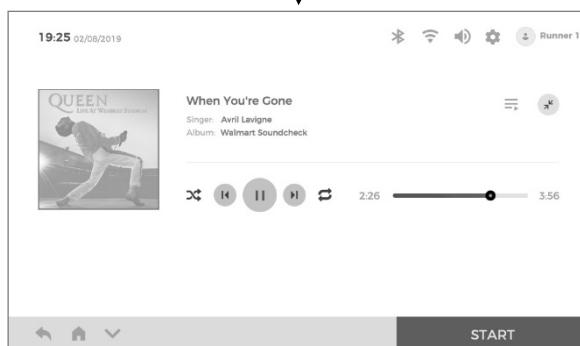 19:25 02/08/2019
Runner 1
QUEEN
LIVE AT WEMBLEY STADIUM
When You're Gone
Singer: Avril Lavigne
Album: Walmart Soundcheck
2:26
3:56
START